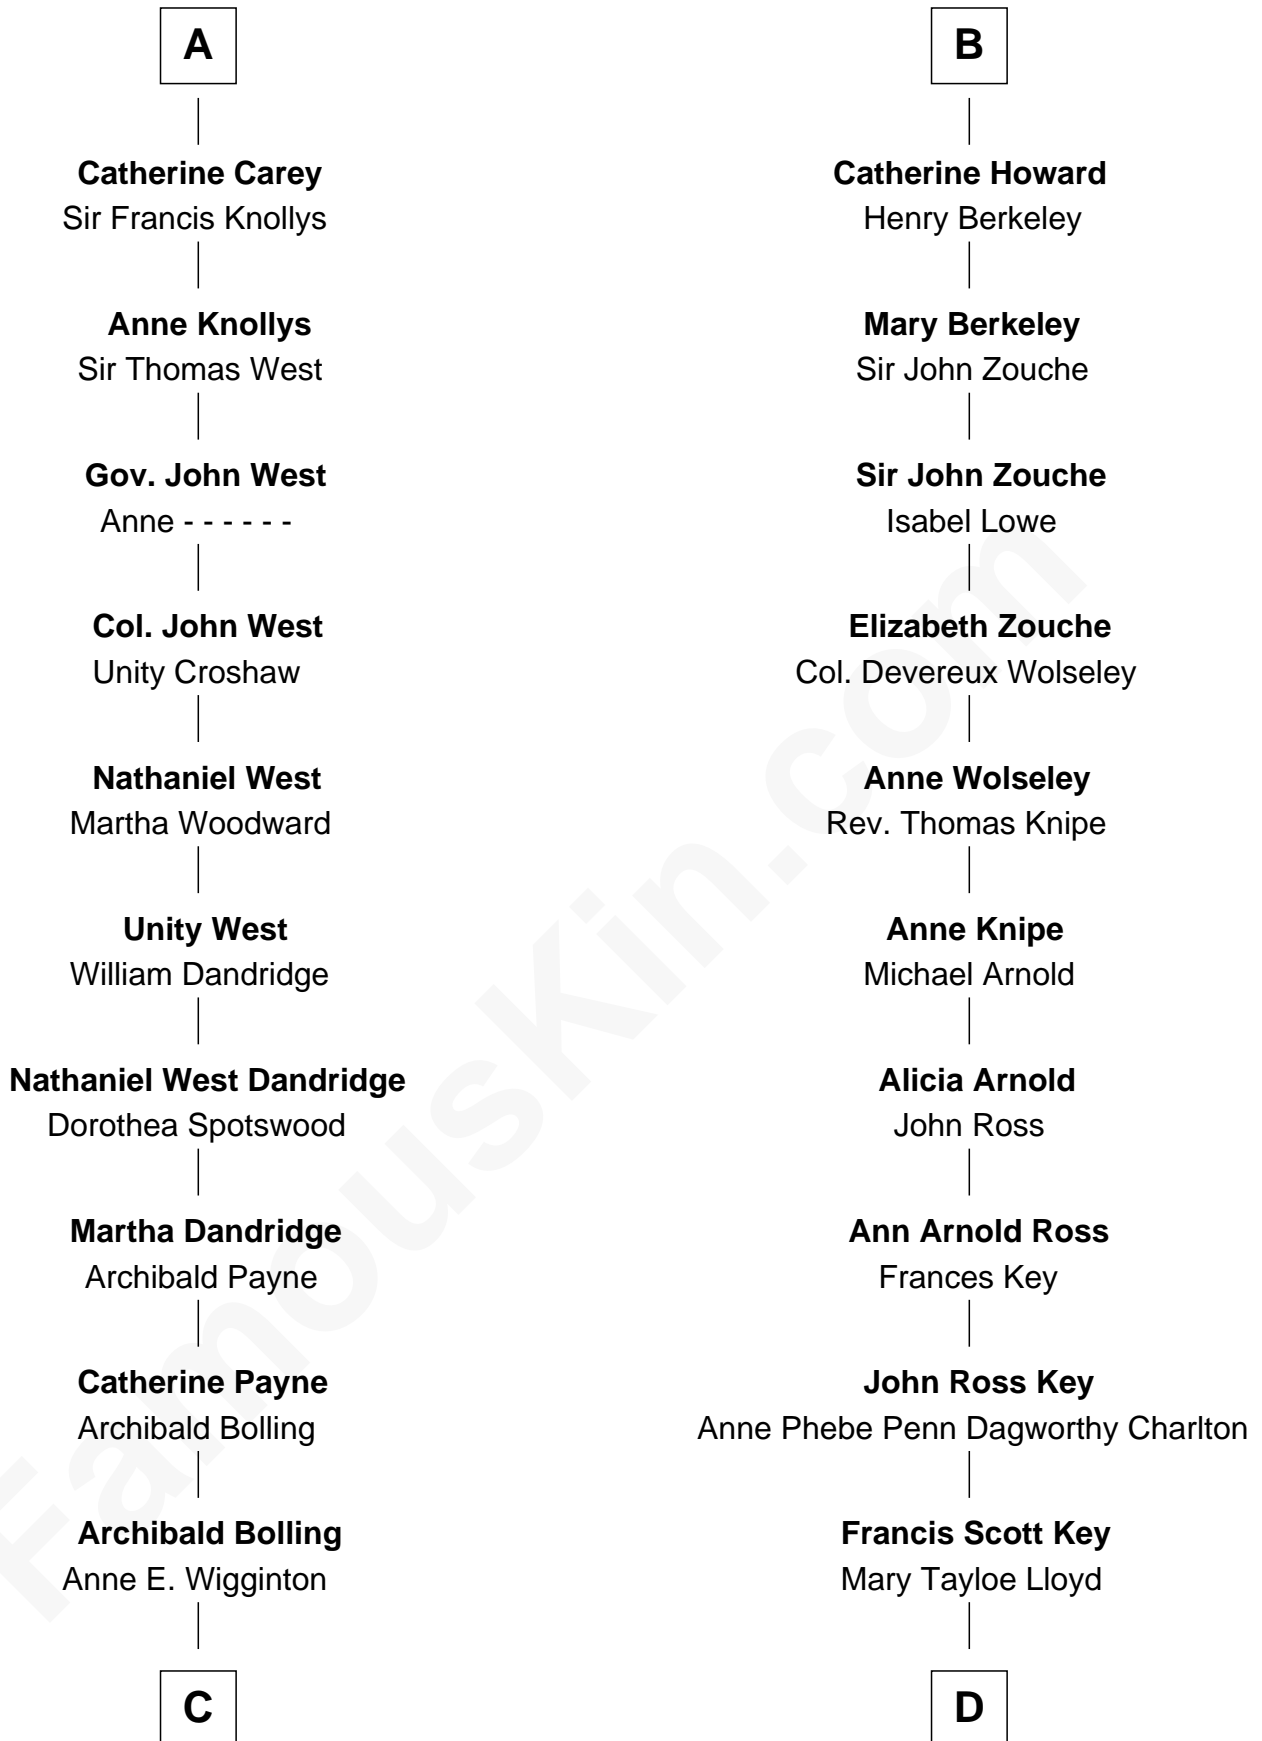 A
Catherine Carey
Sir Francis Knollys
Anne Knollys
Sir Thomas West
Gov. John West
Anne - - - - - -
Col. John West
Unity Croshaw
Nathaniel West
Martha Woodward
Unity West
William Dandridge
Nathaniel West Dandridge
Dorothea Spotswood
Martha Dandridge
Archibald Payne
Catherine Payne
Archibald Bolling
Archibald Bolling
Anne E. Wigginton
C
B
Catherine Howard
Henry Berkeley
Mary Berkeley
Sir John Zouche
Sir John Zouche
Isabel Lowe
Elizabeth Zouche
Col. Devereux Wolseley
Anne Wolseley
Rev. Thomas Knipe
Anne Knipe
Michael Arnold
Alicia Arnold
John Ross
Ann Arnold Ross
Frances Key
John Ross Key
Anne Phebe Penn Dagworthy Charlton
Francis Scott Key
Mary Tayloe Lloyd
D
FamousKin.com